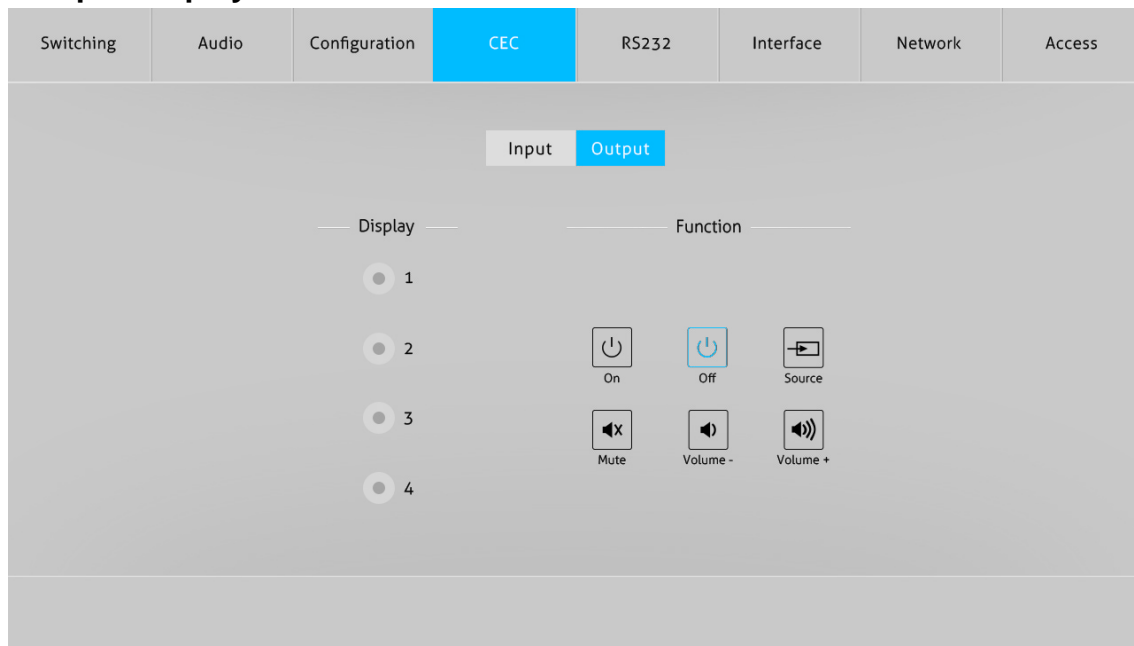 Switching Audio Configuration CEC RS232 Interface Network Access
Input Output
Display Function
1
2
On Off Source
3
Mute Volume - Volume +
4